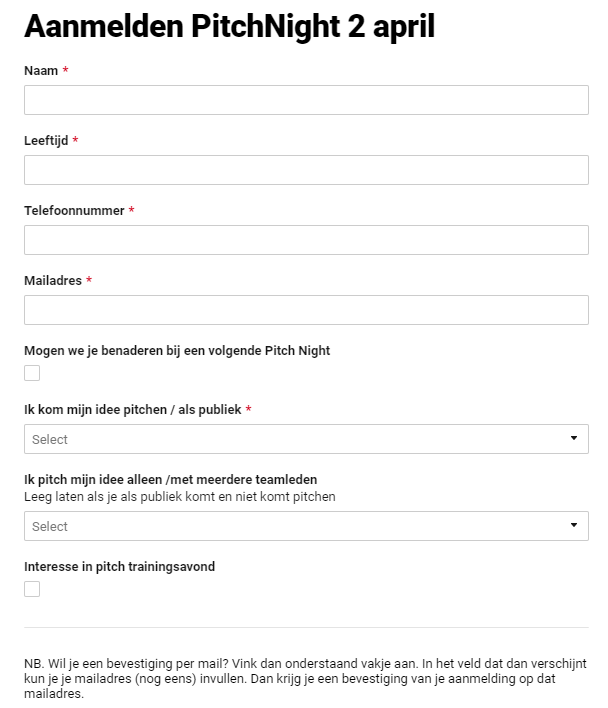 Aanmelden PitchNight 2 april
Naam *
Leeftijd *
Telefoonnummer *
Mailadres *
Mogen we je benaderen bij een volgende Pitch Night
Ik kom mijn idee pitchen / als publiek *
Select
Ik pitch mijn idee alleen /met meerdere teamleden
Leeg laten als je als publiek komt en niet komt pitchen
Select
Interesse in pitch trainingsavond
NB. Wil je een bevestiging per mail? Vink dan onderstaand vakje aan. In het veld dat dan verschijnt
kun je je mailadres (nog eens) invullen. Dan krijg je een bevestiging van je aanmelding op dat
mailadres.